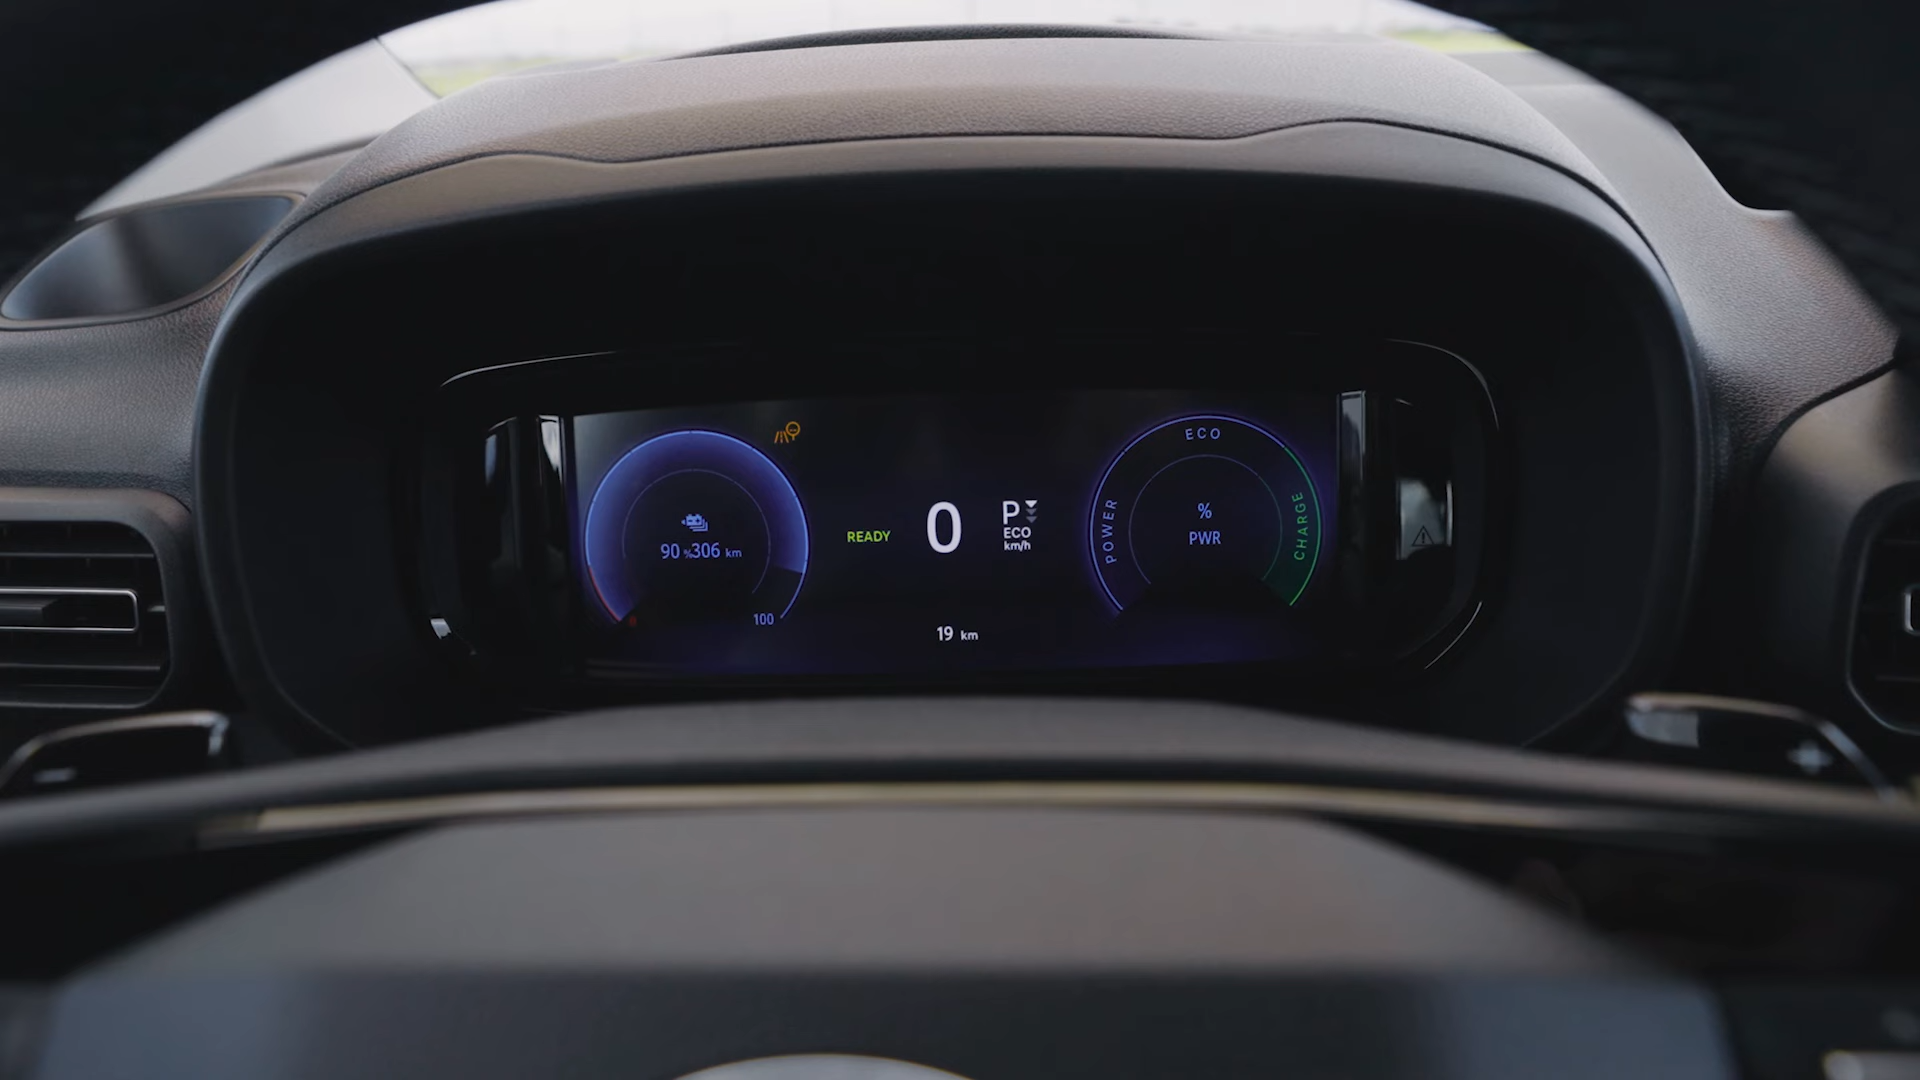 ECO
POWER
CHARGE
%
PWR
90 % 306 km
100
READY
0
P
ECO
km/h
19 km